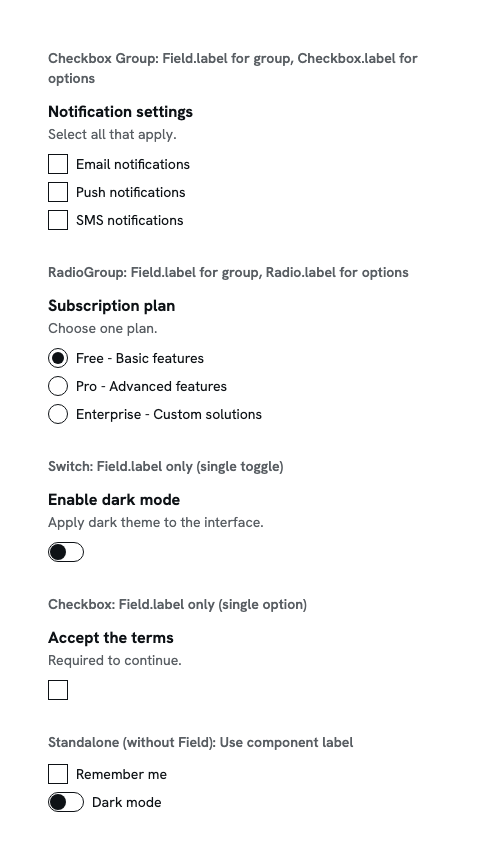 Checkbox Group: Field.label for group, Checkbox.label for
options
Notification settings
Select all that apply.
Email notifications
Push notifications
SMS notifications
RadioGroup: Field.label for group, Radio.label for options
Subscription plan
Choose one plan.
Free - Basic features
Pro - Advanced features
Enterprise - Custom solutions
Switch: Field.label only (single toggle)
Enable dark mode
Apply dark theme to the interface.
Checkbox: Field.label only (single option)
Accept the terms
Required to continue.
Standalone (without Field): Use component label
Remember me
Dark mode